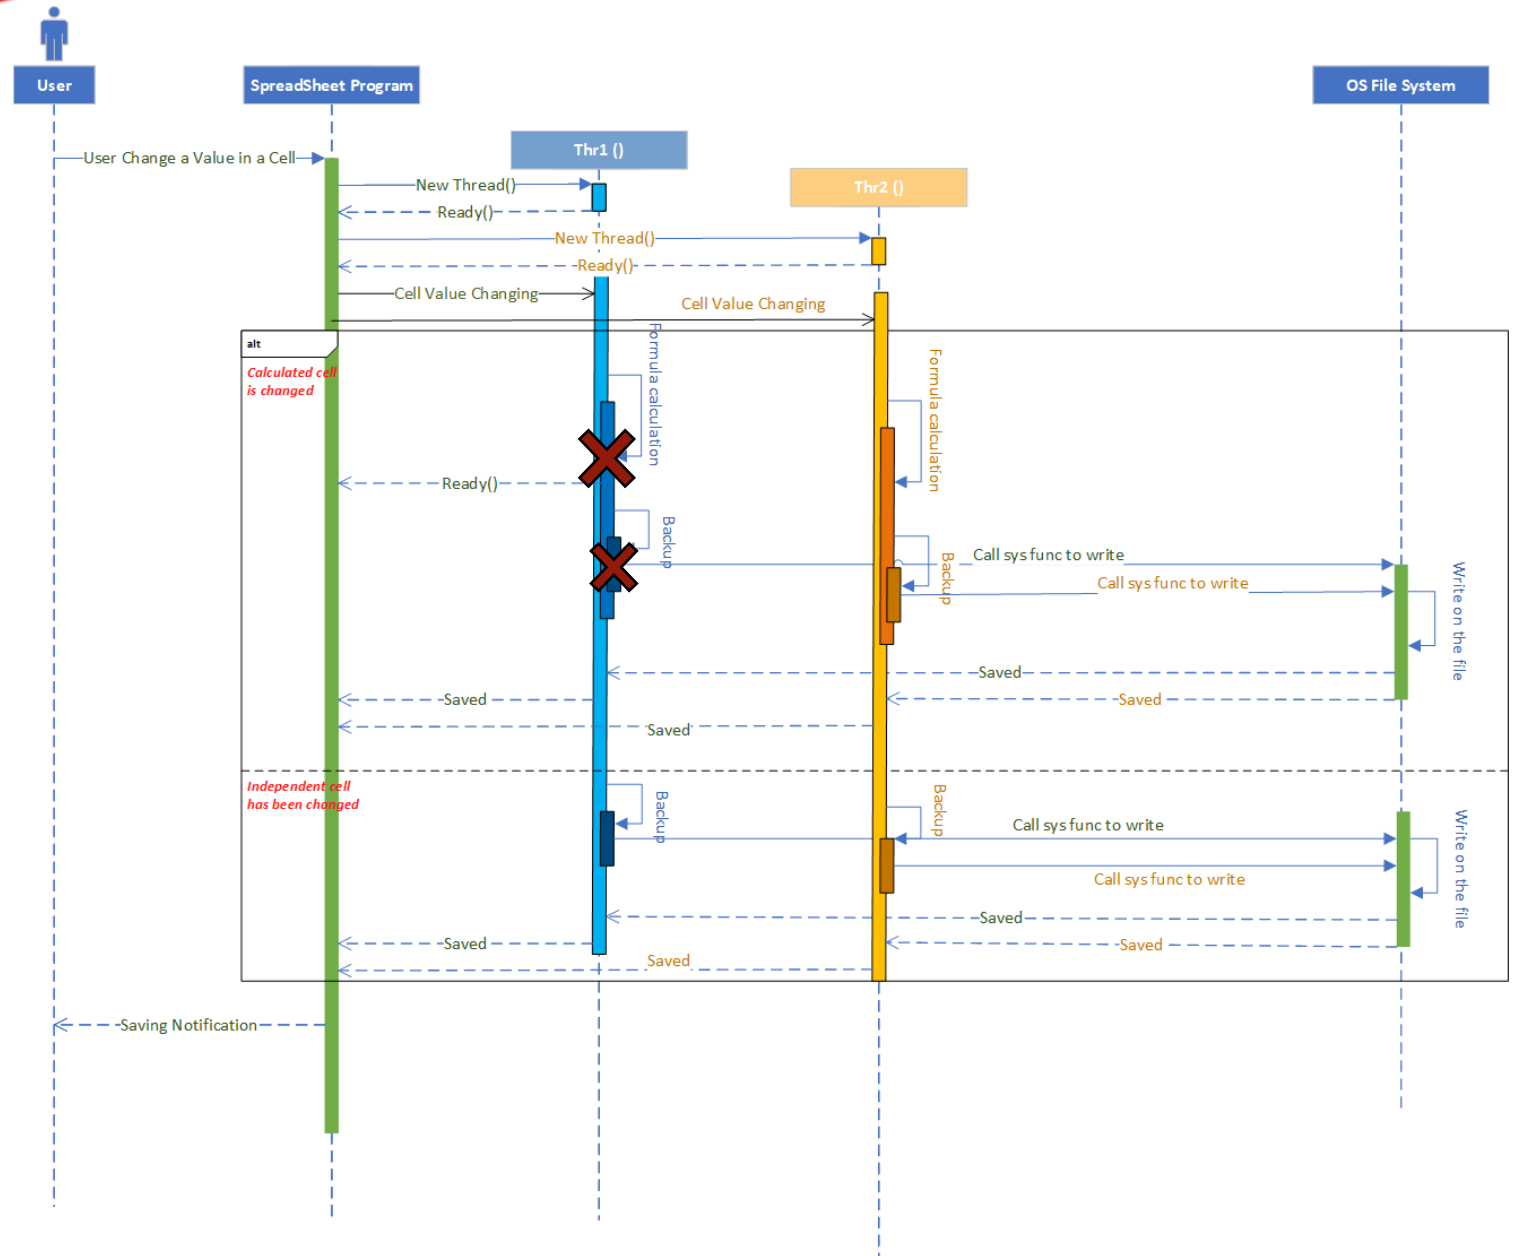 User
SpreadSheet Program
OS File System
Thr1 ()
User Change a Value in a Cell
Thr2 ()
New Thread()
Ready()
New Thread()
Ready()
Cell Value Changing
Cell Value Changing
alt
Calculated cell
is changed
Formula calculation
Formula calculation
Ready()
Backup
Backup
Call sys func to write
Call sys func to write
Write on the file
Saved
Saved
Saved
Saved
Independent cell
has been changed
Backup
Backup
Call sys func to write
Call sys func to write
Write on the file
Saved
Saved
Saved
Saved
Saving Notification